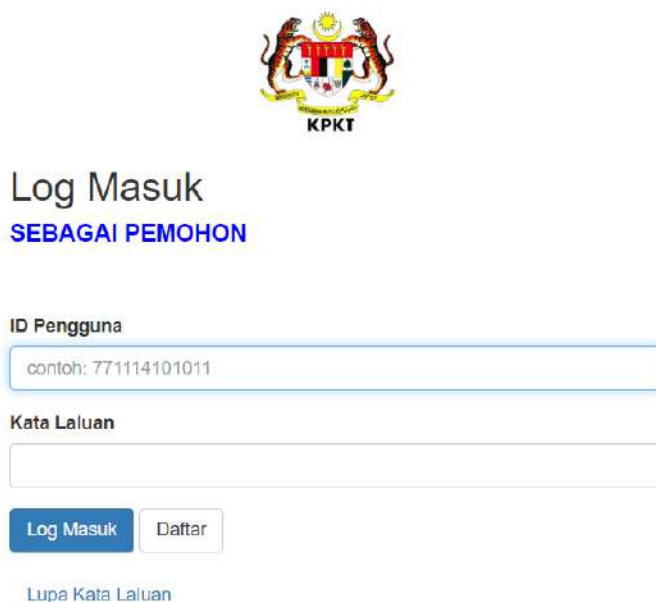 KPKT
Log Masuk
SEBAGAI PEMOHON
ID Pengguna
contoh: 771114101011
Kata Laluan
Log Masuk
Daftar
Lupa Kata Laluan